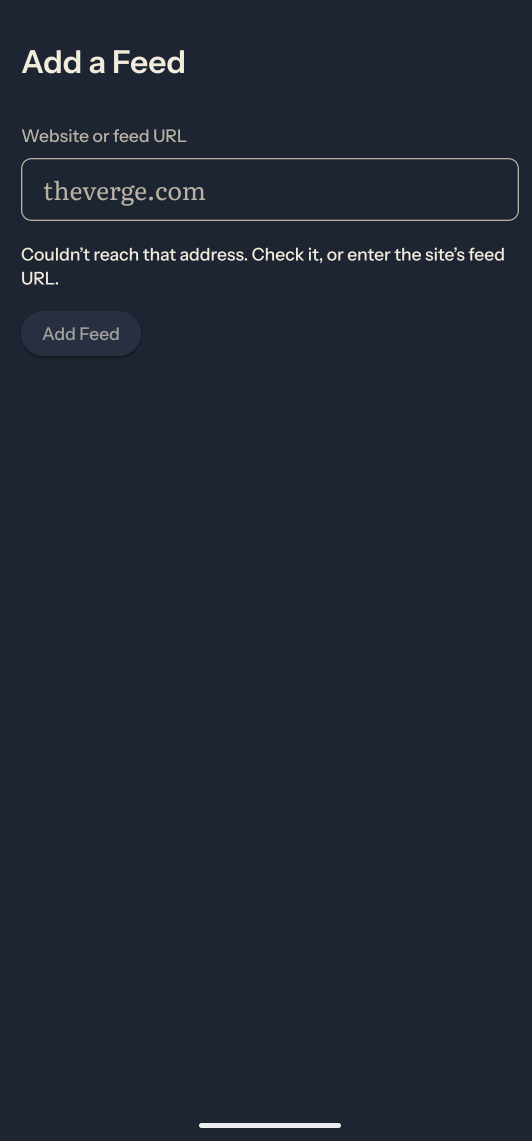 Add a Feed
Website or feed URL
theverge.com
Couldn’t reach that address. Check it, or enter the site’s feed
URL.
Add Feed